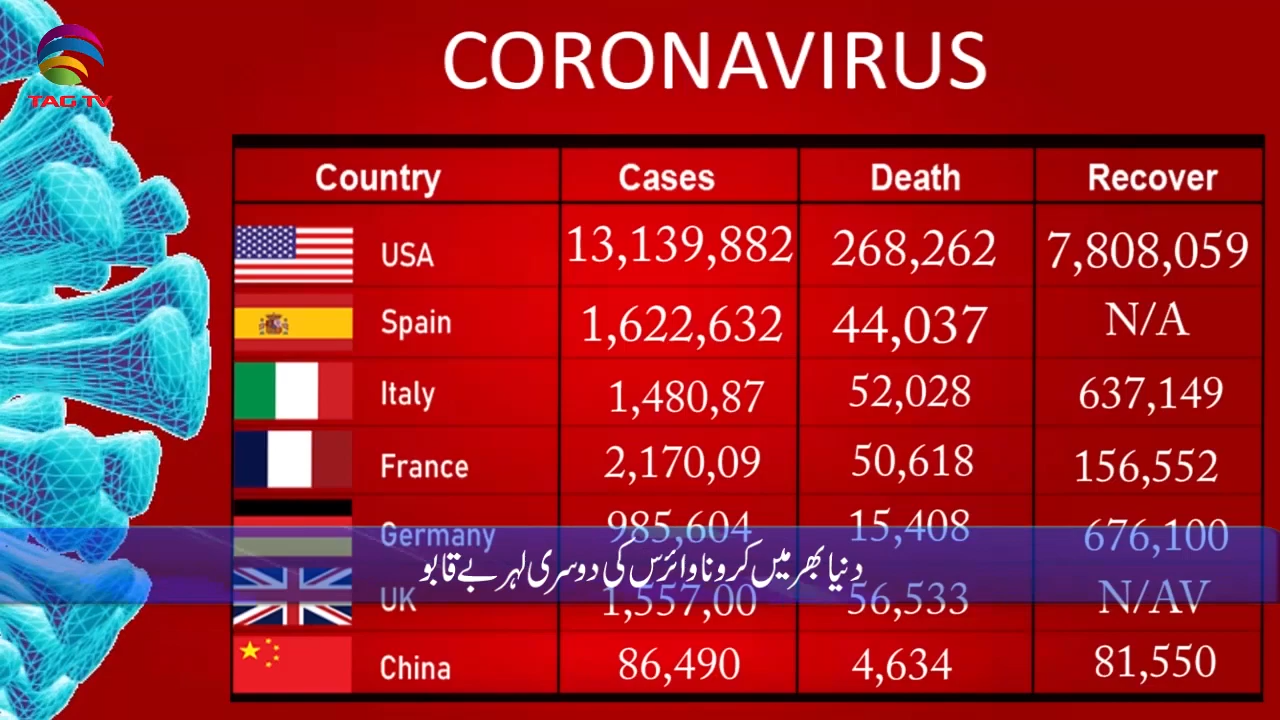 TAG TV
CORONAVIRUS
Country Cases Death Recover
USA 13,139,882 268,262 7,808,059
Spain 1,622,632 44,037 N/A
Italy 1,480,87 52,028 637,149
France 2,170,09 50,618 156,552
Germany 985,604 15,408 676,100
دنیا بھر میں کرونا وائرس کی دوسری لہر بے قابو
UK 1,557,00 56,533 N/AV
China 86,490 4,634 81,550